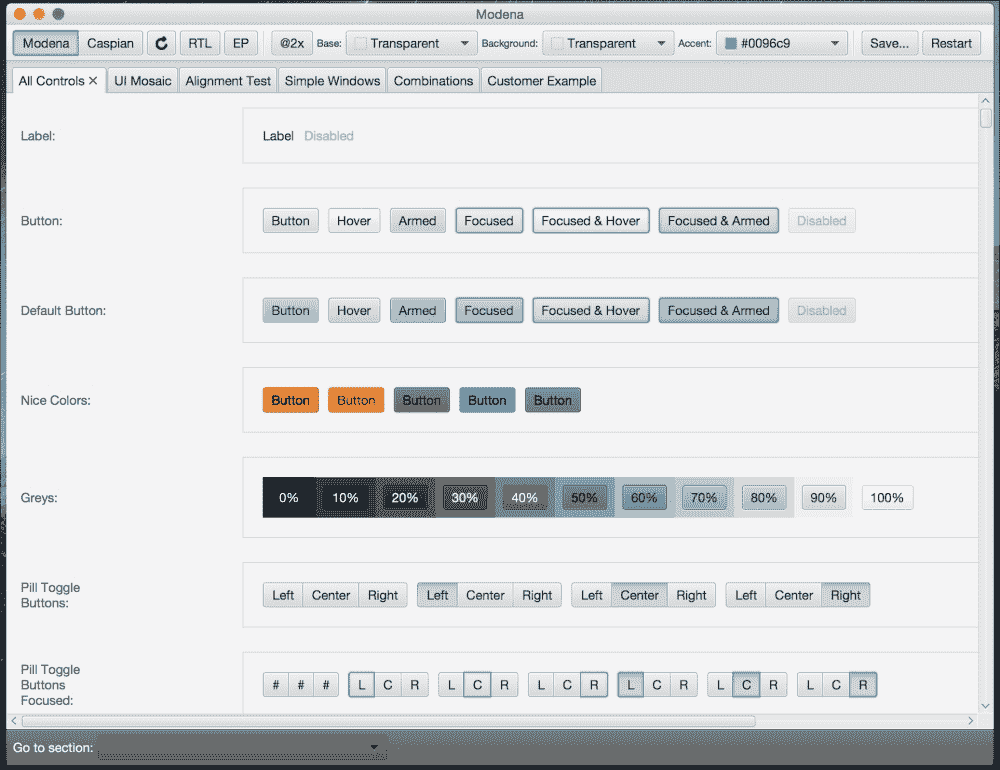 Modena
Modena Caspian RTL EP @2x Base: Transparent Background: Transparent Accent: #0096c9 Save... Restart
All Controls UI Mosaic Alignment Test Simple Windows Combinations Customer Example
Label: Label Disabled
Button: Button Hover Armed Focused Focused & Hover Focused & Armed Disabled
Default Button: Button Hover Armed Focused Focused & Hover Focused & Armed Disabled
Nice Colors: Button Button Button Button Button
Greys: 0% 10% 20% 30% 40% 50% 60% 70% 80% 90% 100%
Pill Toggle
Buttons: Left Center Right Left Center Right Left Center Right Left Center Right
Pill Toggle
Buttons # # # L C R L C R L C R L C R L C R L C R
Focused:
Go to section: